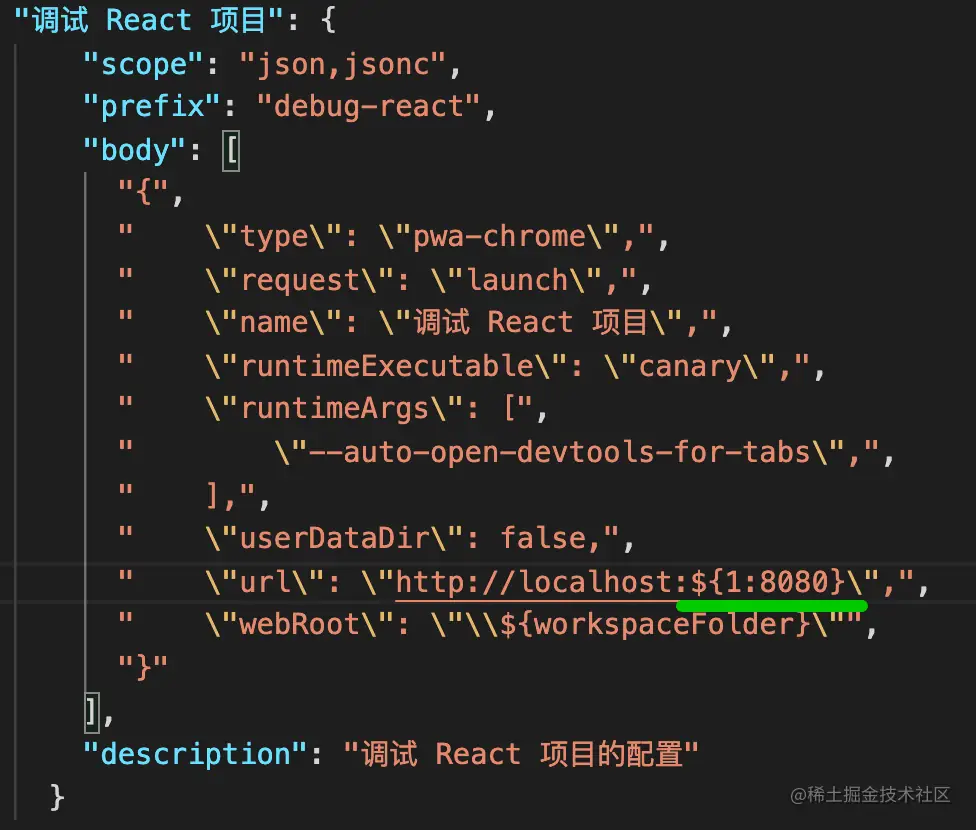 "调试 React 项目": {
    "scope": "json,jsonc",
    "prefix": "debug-react",
    "body": [
      "{",
      "    \"type\": \"pwa-chrome\",",
      "    \"request\": \"launch\",",
      "    \"name\": \"调试 React 项目\",",
      "    \"runtimeExecutable\": \"canary\",",
      "    \"runtimeArgs\": [",
      "        \"--auto-open-devtools-for-tabs\",",
      "    ],",
      "    \"userDataDir\": false,",
      "    \"url\": \"http://localhost:${1:8080}\",",
      "    \"webRoot\": \"\\${workspaceFolder}\"",
      "}"
    ],
    "description": "调试 React 项目的配置"
  }
@稀土掘金技术社区